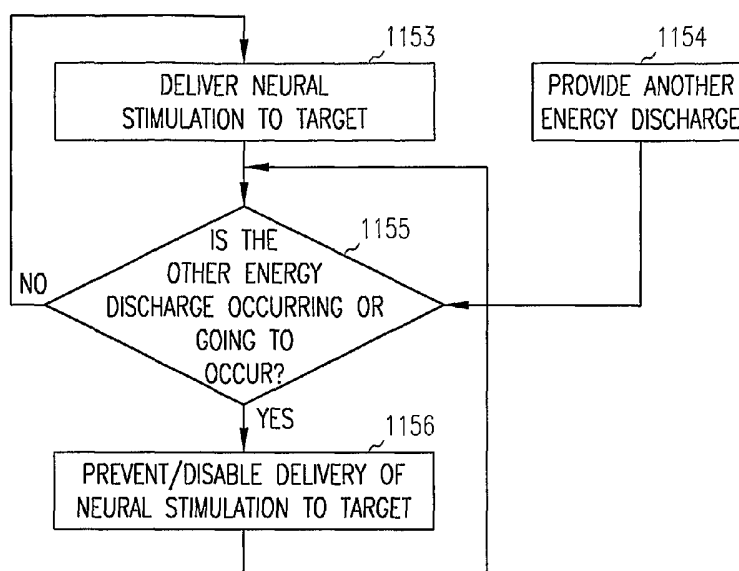 1153
DELIVER NEURAL
STIMULATION TO TARGET
1154
PROVIDE ANOTHER
ENERGY DISCHARGE
1155
IS THE
OTHER ENERGY
DISCHARGE OCCURRING OR
GOING TO
OCCUR?
NO
YES
1156
PREVENT/DISABLE DELIVERY OF
NEURAL STIMULATION TO TARGET